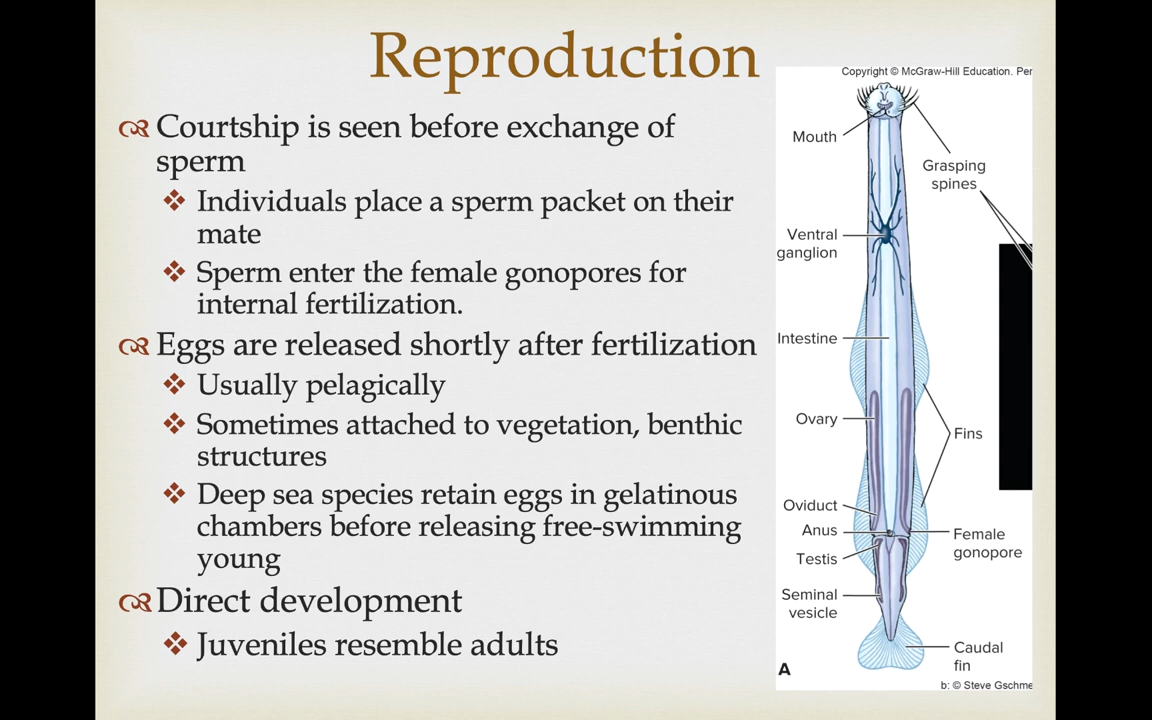 Reproduction
Courtship is seen before exchange of
sperm
Individuals place a sperm packet on their
mate
Sperm enter the female gonopores for
internal fertilization.
Eggs are released shortly after fertilization
Usually pelagically
Sometimes attached to vegetation, benthic
structures
Deep sea species retain eggs in gelatinous
chambers before releasing free-swimming
young
Direct development
Juveniles resemble adults
Copyright © McGraw-Hill Education. Per
Mouth
Grasping
spines
Ventral
ganglion
Intestine
Ovary
Fins
Oviduct
Anus
Testis
Female
gonopore
Seminal
vesicle
Caudal
fin
A
b: © Steve Gschme